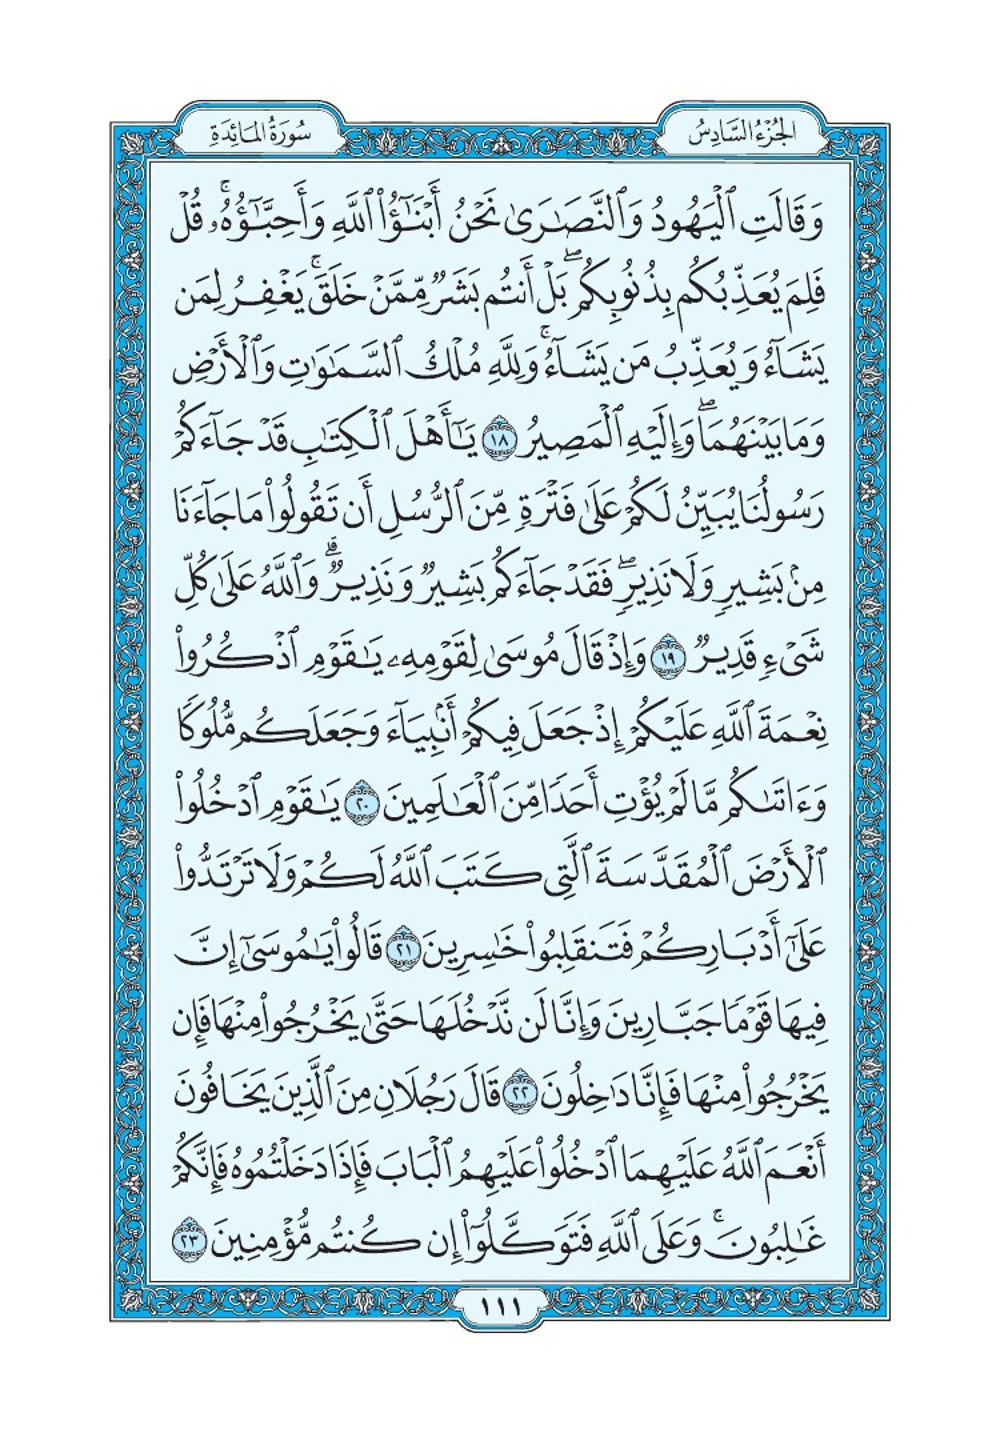 الجُزْءُ السَّادِسُ
سُورَةُ المَائِدَةِ
وَقَالَتِ ٱلْيَهُودُ وَٱلنَّصَٰرَىٰ نَحْنُ أَبْنَٰٓؤُا۟ ٱللَّهِ وَأَحِبَّٰٓؤُهُۥ ۚ قُلْ
فَلِمَ يُعَذِّبُكُم بِذُنُوبِكُم ۖ بَلْ أَنتُم بَشَرٌ مِّمَّنْ خَلَقَ ۚ يَغْفِرُ لِمَن
يَشَآءُ وَيُعَذِّبُ مَن يَشَآءُ ۚ وَلِلَّهِ مُلْكُ ٱلسَّمَٰوَٰتِ وَٱلْأَرْضِ
وَمَا بَيْنَهُمَا ۖ وَإِلَيْهِ ٱلْمَصِيرُ ١٨ يَٰٓأَهْلَ ٱلْكِتَٰبِ قَدْ جَآءَكُمْ
رَسُولُنَا يُبَيِّنُ لَكُمْ عَلَىٰ فَتْرَةٍ مِّنَ ٱلرُّسُلِ أَن تَقُولُوا۟ مَا جَآءَنَا
مِنۢ بَشِيرٍ وَلَا نَذِيرٍ ۖ فَقَدْ جَآءَكُم بَشِيرٌ وَنَذِيرٌ ۗ وَٱللَّهُ عَلَىٰ كُلِّ
شَىْءٍ قَدِيرٌ ١٩ وَإِذْ قَالَ مُوسَىٰ لِقَوْمِهِۦ يَٰقَوْمِ ٱذْكُرُوا۟
نِعْمَةَ ٱللَّهِ عَلَيْكُمْ إِذْ جَعَلَ فِيكُمْ أَنۢبِيَآءَ وَجَعَلَكُم مُّلُوكًا
وَءَاتَىٰكُم مَّا لَمْ يُؤْتِ أَحَدًا مِّنَ ٱلْعَٰلَمِينَ ٢٠ يَٰقَوْمِ ٱدْخُلُوا۟
ٱلْأَرْضَ ٱلْمُقَدَّسَةَ ٱلَّتِى كَتَبَ ٱللَّهُ لَكُمْ وَلَا تَرْتَدُّوا۟
عَلَىٰٓ أَدْبَارِكُمْ فَتَنقَلِبُوا۟ خَٰسِرِينَ ٢١ قَالُوا۟ يَٰمُوسَىٰٓ إِنَّ
فِيهَا قَوْمًا جَبَّارِينَ وَإِنَّا لَن نَّدْخُلَهَا حَتَّىٰ يَخْرُجُوا۟ مِنْهَا فَإِن
يَخْرُجُوا۟ مِنْهَا فَإِنَّا دَٰخِلُونَ ٢٢ قَالَ رَجُلَانِ مِنَ ٱلَّذِينَ يَخَافُونَ
أَنْعَمَ ٱللَّهُ عَلَيْهِمَا ٱدْخُلُوا۟ عَلَيْهِمُ ٱلْبَابَ فَإِذَا دَخَلْتُمُوهُ فَإِنَّكُمْ
غَٰلِبُونَ ۚ وَعَلَى ٱللَّهِ فَتَوَكَّلُوٓا۟ إِن كُنتُم مُّؤْمِنِينَ ٢٣
١١١